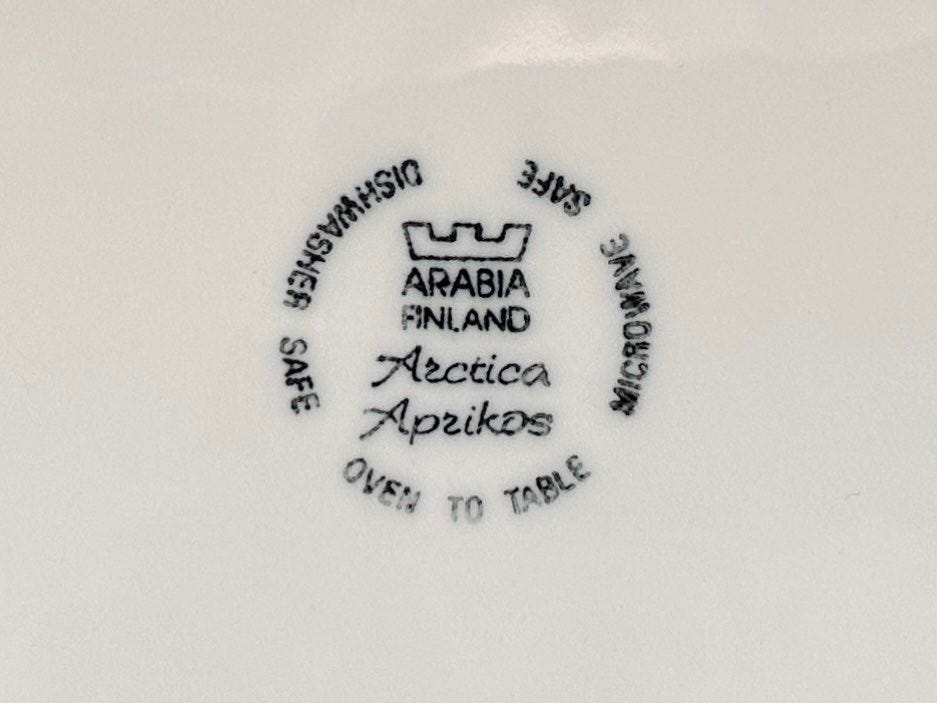 DISHWASHER SAFE
OVEN TO TABLE
MICROWAVE SAFE
ARABIA
FINLAND
Arctica
Aprikos